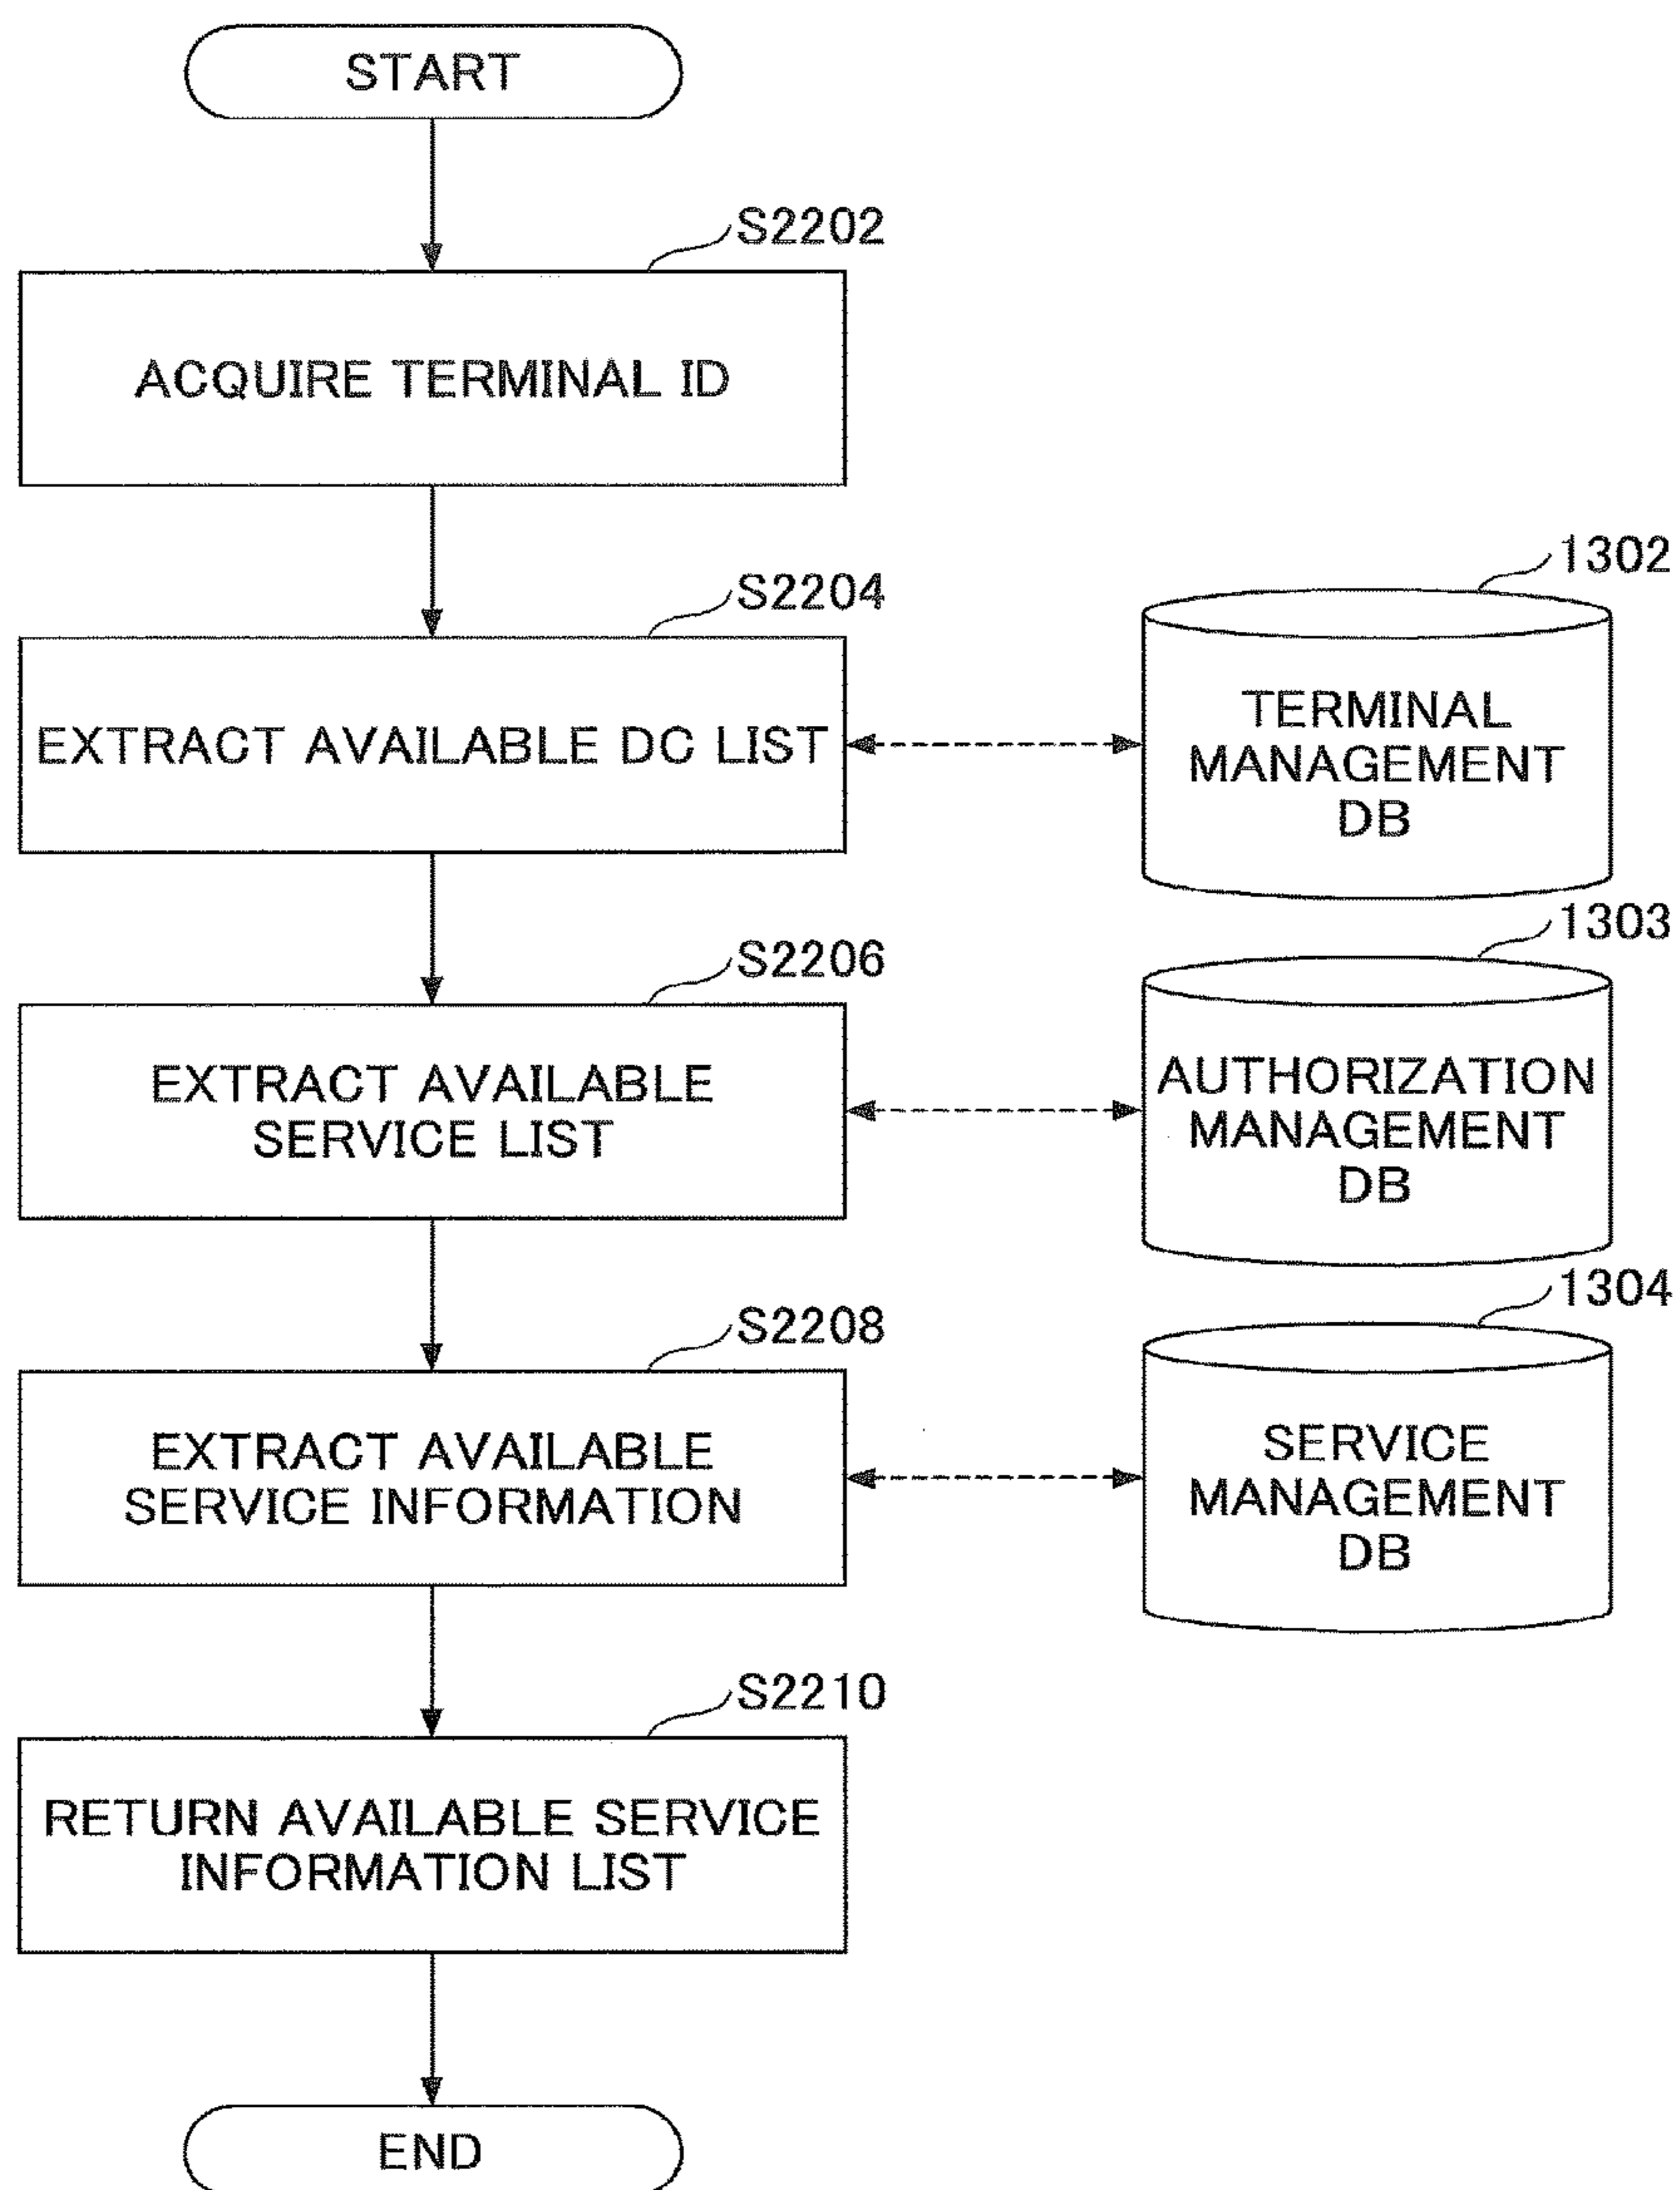 START
S2202
ACQUIRE TERMINAL ID
S2204
EXTRACT AVAILABLE DC LIST
1302
TERMINAL
MANAGEMENT
DB
S2206
EXTRACT AVAILABLE
SERVICE LIST
1303
AUTHORIZATION
MANAGEMENT
DB
S2208
EXTRACT AVAILABLE
SERVICE INFORMATION
1304
SERVICE
MANAGEMENT
DB
S2210
RETURN AVAILABLE SERVICE
INFORMATION LIST
END